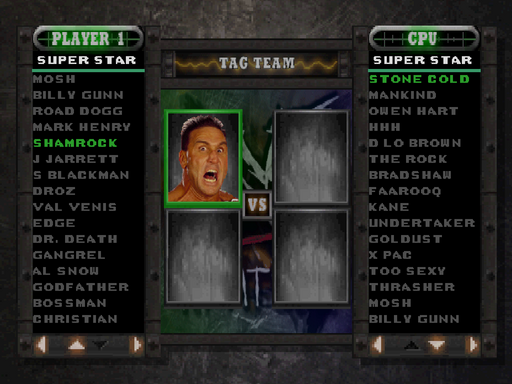 PLAYER 1
SUPER STAR
MOSH
BILLY GUNN
ROAD DOGG
MARK HENRY
SHAMROCK
J JARRETT
S BLACKMAN
DROZ
VAL VENIS
EDGE
DR. DEATH
GANGREL
AL SNOW
GODFATHER
BOSSMAN
CHRISTIAN
TAG TEAM
VS
CPU
SUPER STAR
STONE COLD
MANKIND
OWEN HART
HHH
D LO BROWN
THE ROCK
BRADSHAW
FAAROOQ
KANE
UNDERTAKER
GOLDUST
X PAC
TOO SEXY
THRASHER
MOSH
BILLY GUNN